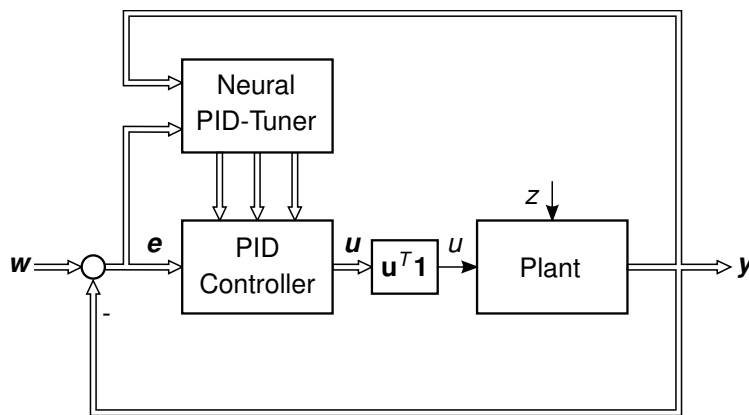 Neural
PID-Tuner
z
w
e
PID
Controller
u
u^T 1
u
Plant
y
-